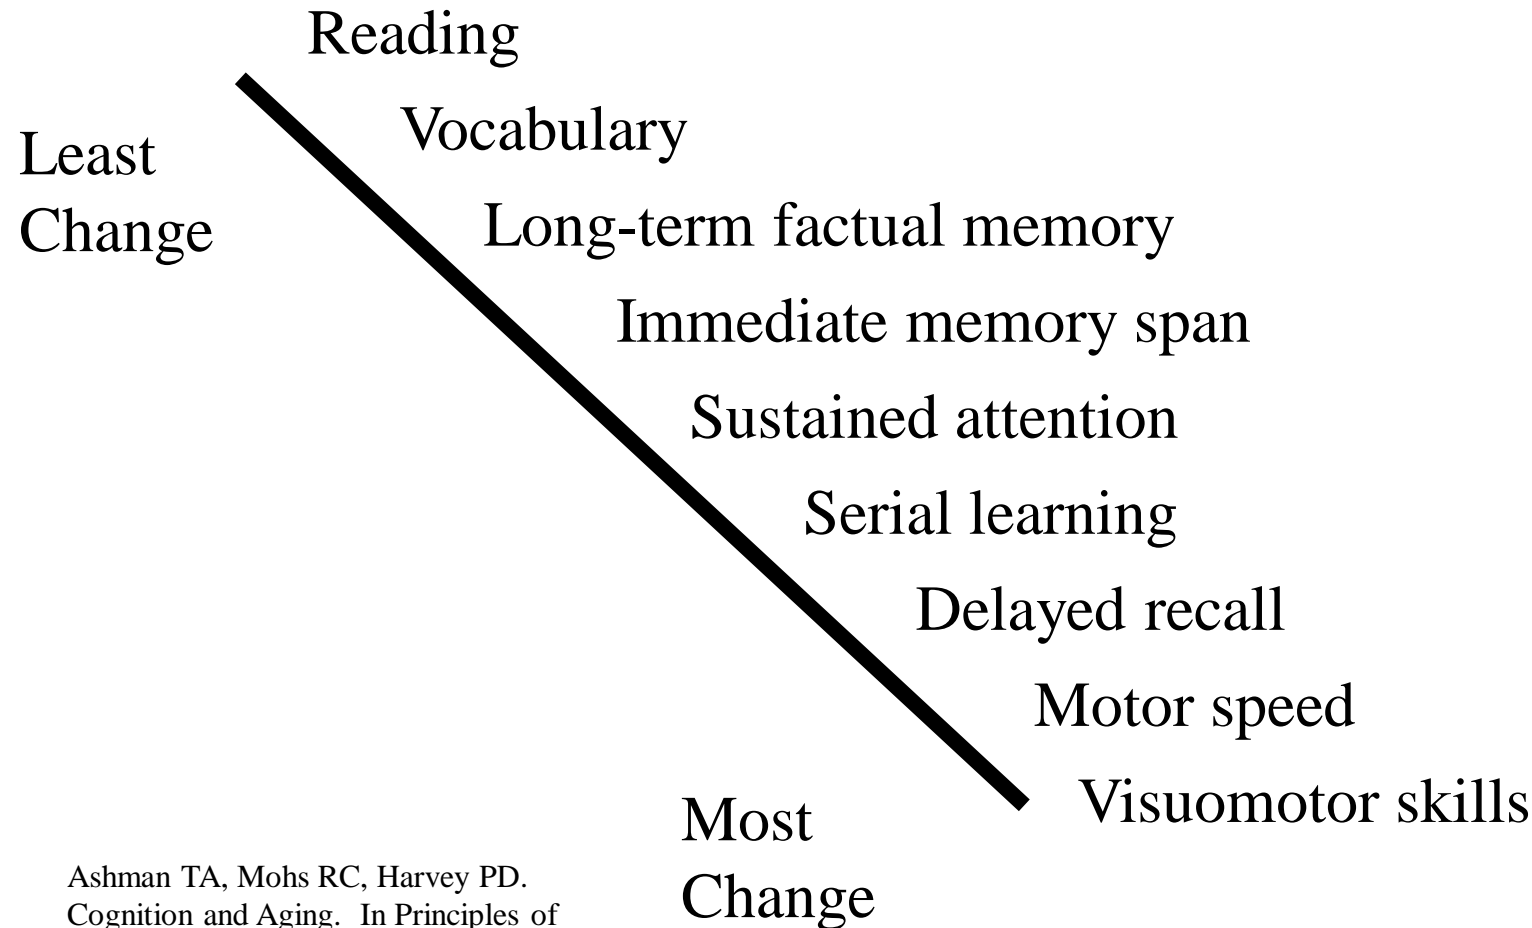 Reading
Vocabulary
Least
Change
Long-term factual memory
Immediate memory span
Sustained attention
Serial learning
Delayed recall
Motor speed
Visuomotor skills
Most
Change
Ashman TA, Mohs RC, Harvey PD.
Cognition and Aging. In Principles of